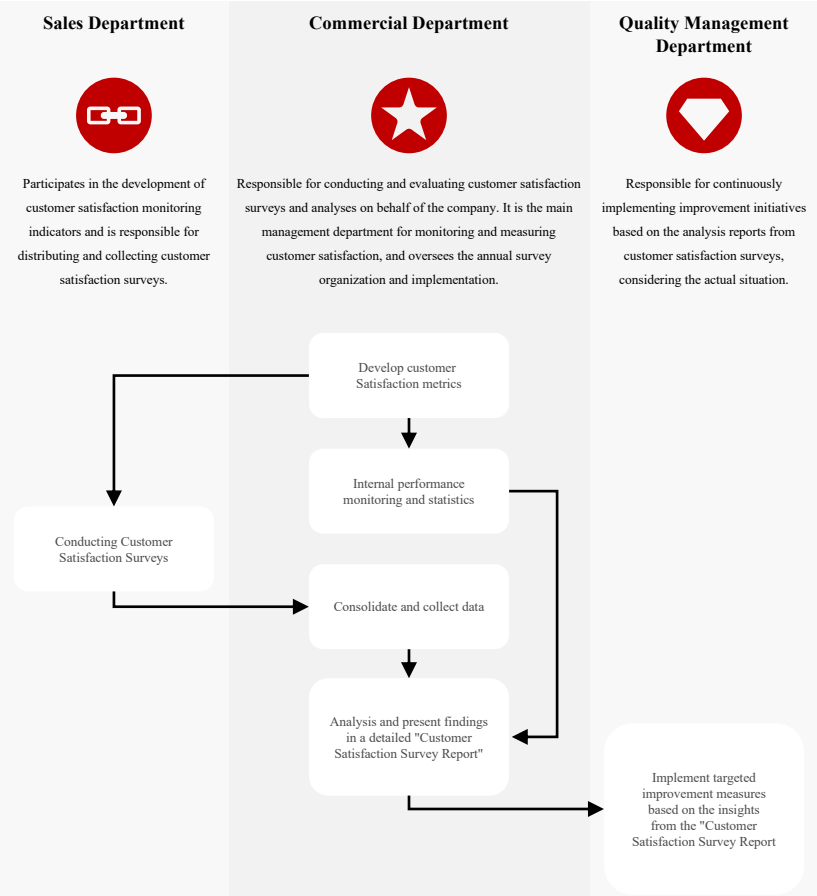 Sales Department
Participates in the development of
customer satisfaction monitoring
indicators and is responsible for
distributing and collecting customer
satisfaction surveys.
Commercial Department
Responsible for conducting and evaluating customer satisfaction
surveys and analyses on behalf of the company. It is the main
management department for monitoring and measuring
customer satisfaction, and oversees the annual survey
organization and implementation.
Quality Management
Department
Responsible for continuously
implementing improvement initiatives
based on the analysis reports from
customer satisfaction surveys,
considering the actual situation.
Develop customer
Satisfaction metrics
Internal performance
monitoring and statistics
Conducting Customer
Satisfaction Surveys
Consolidate and collect data
Analysis and present findings
in a detailed "Customer
Satisfaction Survey Report"
Implement targeted
improvement measures
based on the insights
from the "Customer
Satisfaction Survey Report